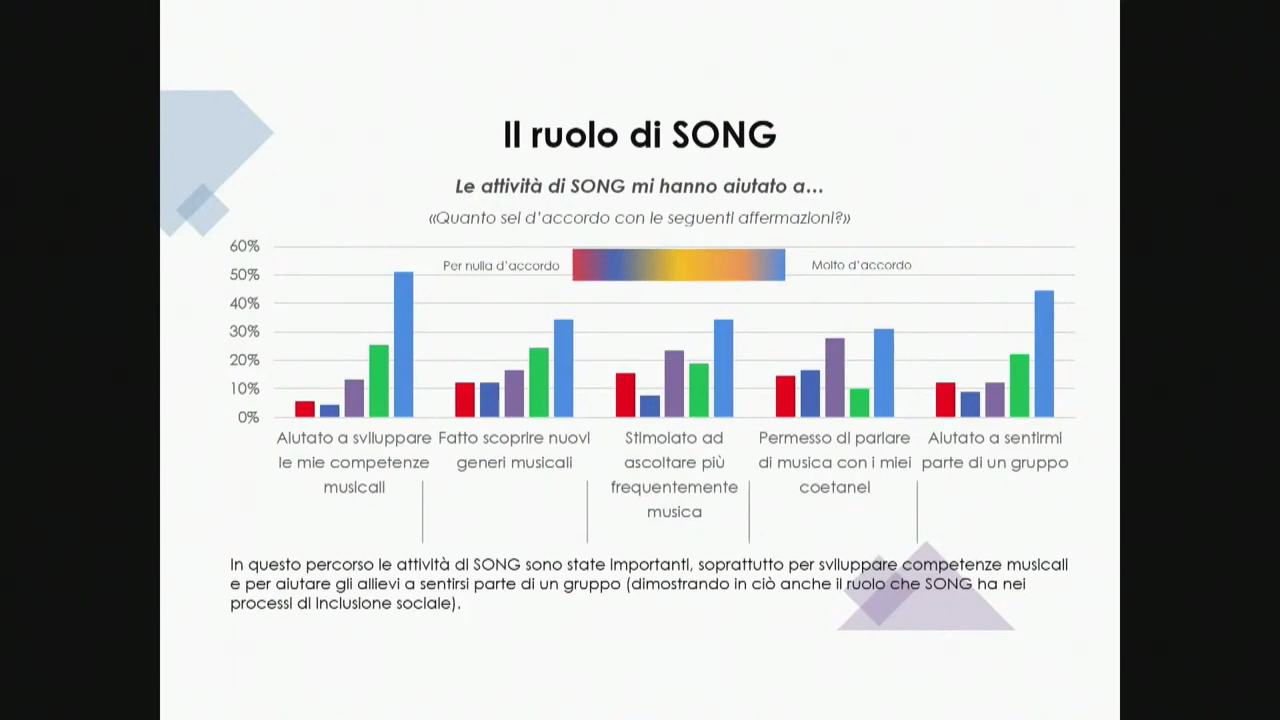 Il ruolo di SONG
Le attività di SONG mi hanno aiutato a…
«Quanto sei d'accordo con le seguenti affermazioni?»
60%
Per nulla d'accordo
Molto d'accordo
50%
40%
30%
20%
10%
0%
Aiutato a sviluppare
le mie competenze
musicali
Fatto scoprire nuovi
generi musicali
Stimolato ad
ascoltare più
frequentemente
musica
Permesso di parlare
di musica con i miei
coetanei
Aiutato a sentirmi
parte di un gruppo
In questo percorso le attività di SONG sono state importanti, soprattutto per sviluppare competenze musicali
e per aiutare gli allievi a sentirsi parte di un gruppo (dimostrando in ciò anche il ruolo che SONG ha nei
processi di inclusione sociale).